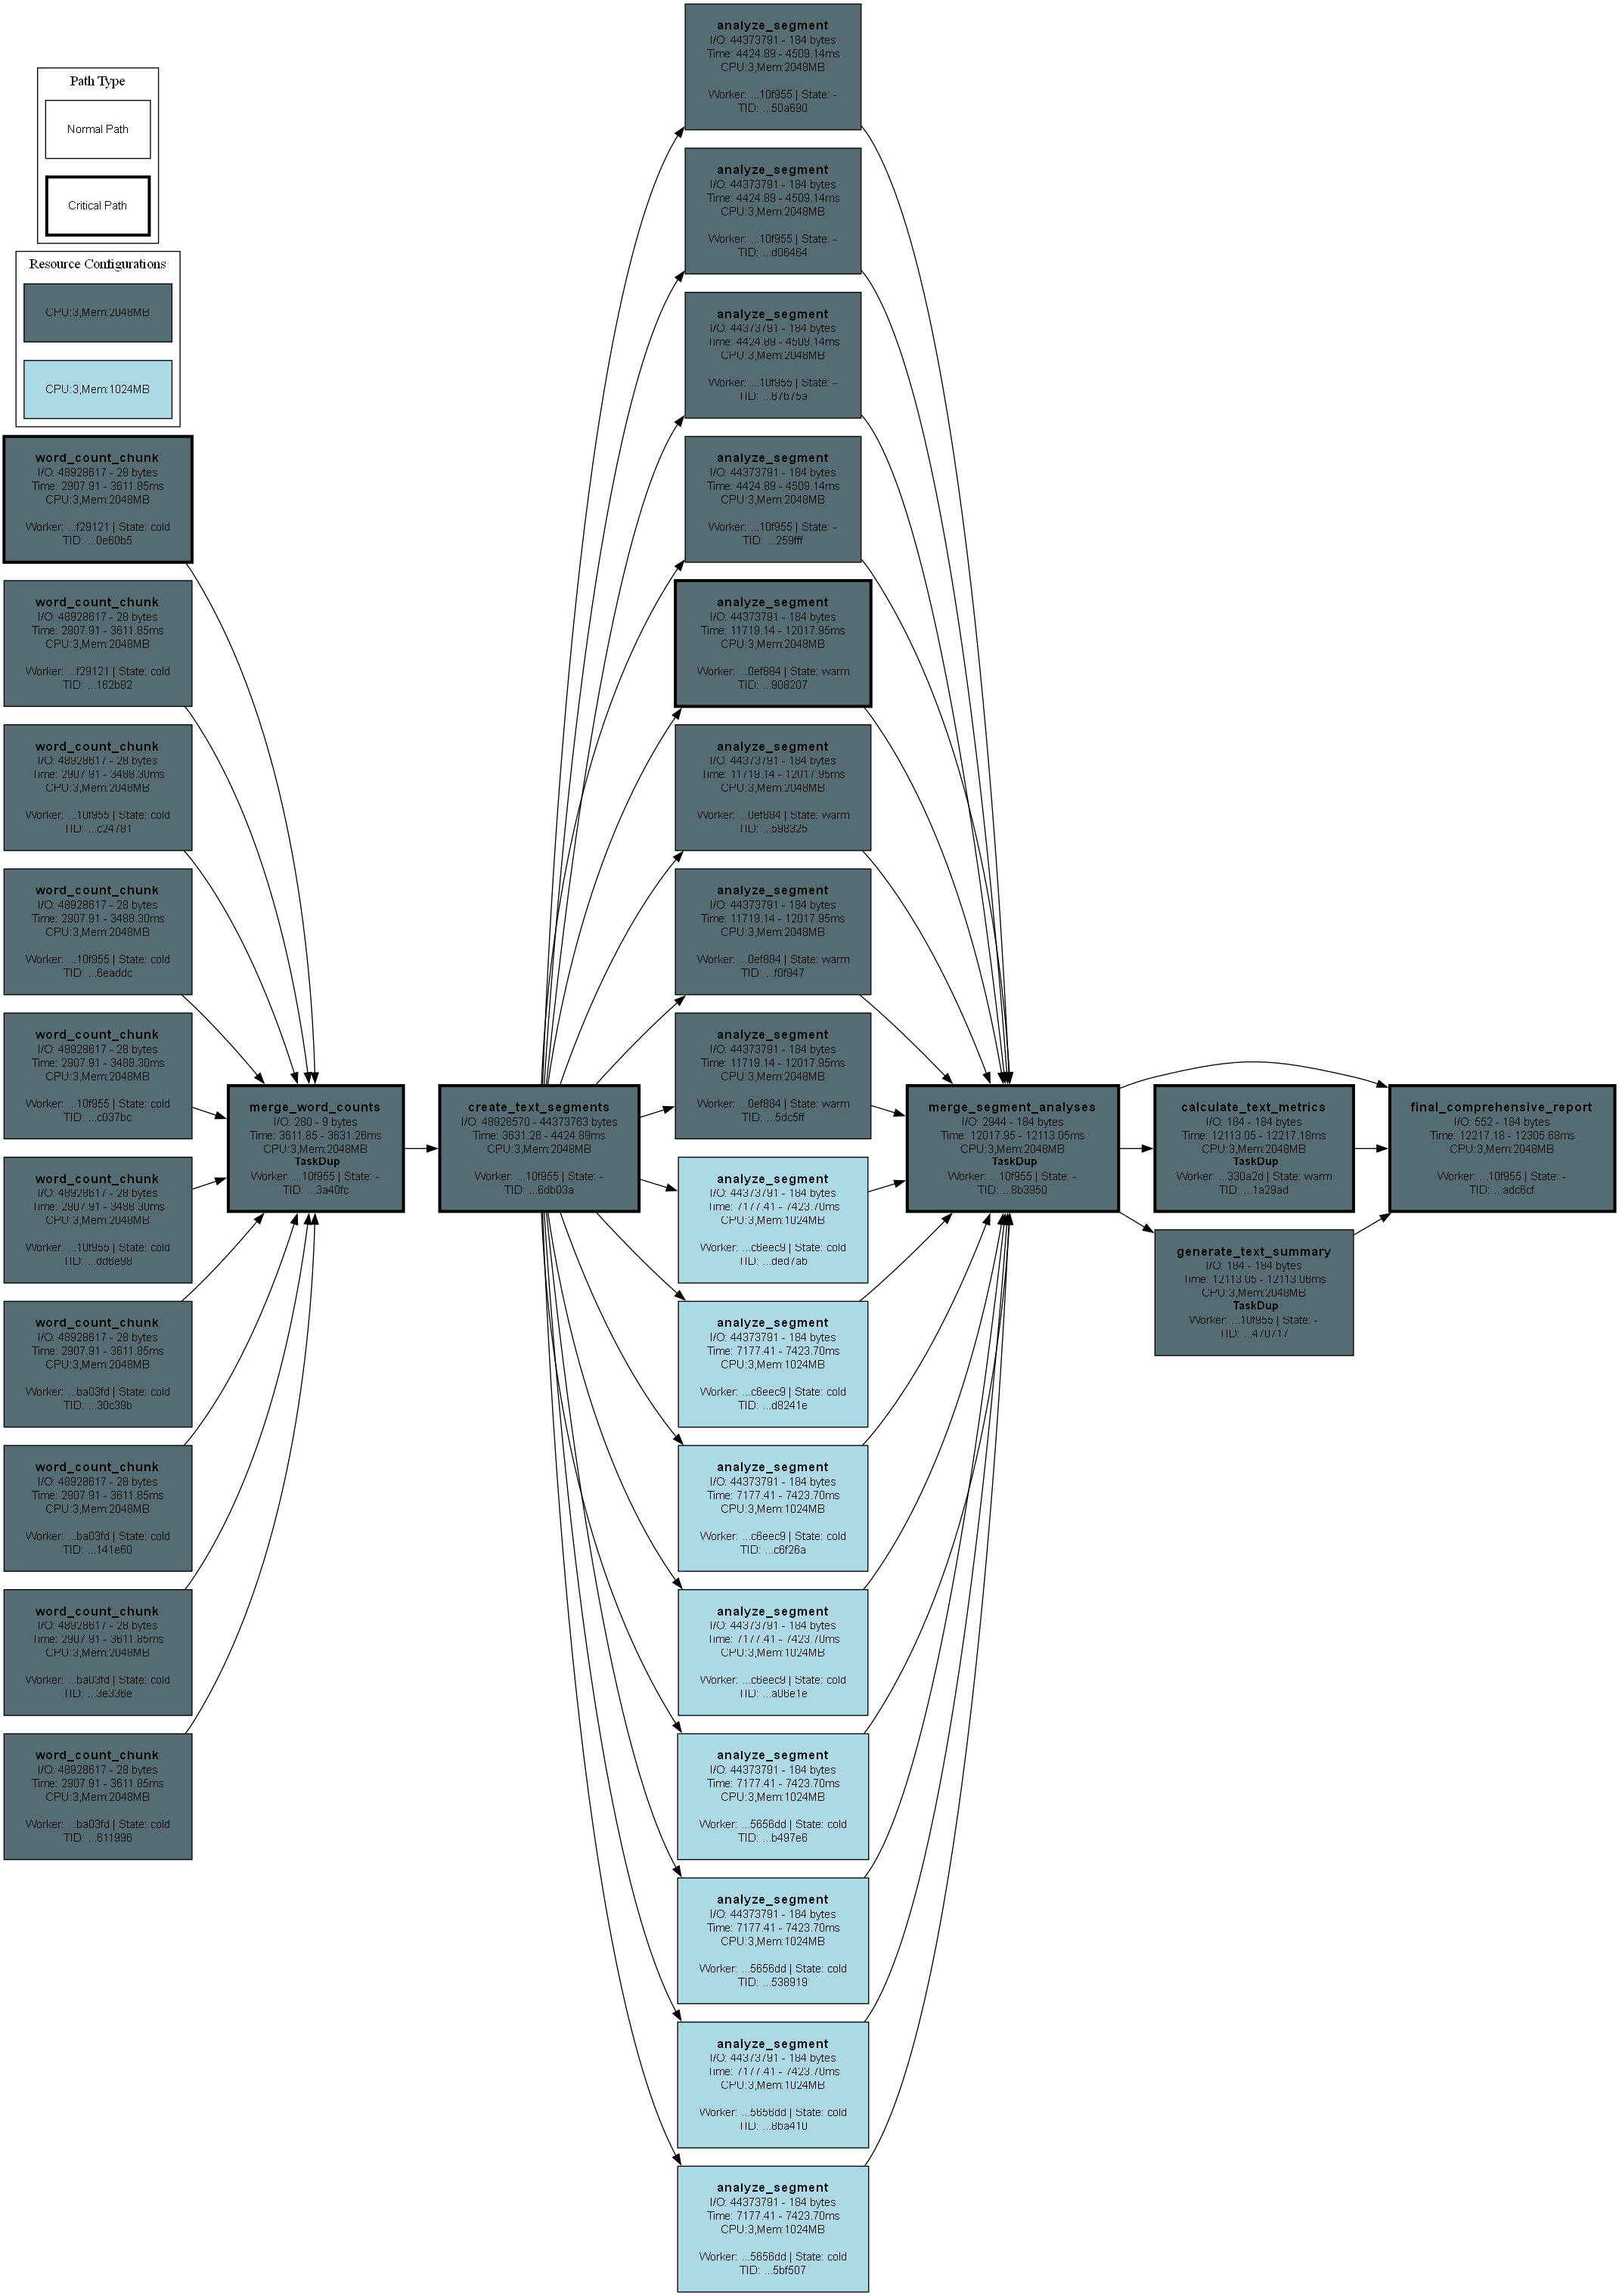 Path Type
Normal Path
Critical Path
Resource Configurations
CPU:3,Mem:2048MB
CPU:3,Mem:1024MB
word_count_chunk
I/O: 48928617 - 28 bytes
Time: 2907.91 - 3611.85ms
CPU:3,Mem:2048MB
Worker: ...f29121 | State: cold
TID: ...0e60b5
word_count_chunk
I/O: 48928617 - 28 bytes
Time: 2907.91 - 3611.85ms
CPU:3,Mem:2048MB
Worker: ...f29121 | State: cold
TID: ...162b82
word_count_chunk
I/O: 48928617 - 28 bytes
Time: 2907.91 - 3488.30ms
CPU:3,Mem:2048MB
Worker: ...10f955 | State: cold
TID: ...c24781
word_count_chunk
I/O: 48928617 - 28 bytes
Time: 2907.91 - 3488.30ms
CPU:3,Mem:2048MB
Worker: ...10f955 | State: cold
TID: ...6eaddc
word_count_chunk
I/O: 48928617 - 28 bytes
Time: 2907.91 - 3488.30ms
CPU:3,Mem:2048MB
Worker: ...10f955 | State: cold
TID: ...c037bc
word_count_chunk
I/O: 48928617 - 28 bytes
Time: 2907.91 - 3488.30ms
CPU:3,Mem:2048MB
Worker: ...10f955 | State: cold
TID: ...dd6e98
word_count_chunk
I/O: 48928617 - 28 bytes
Time: 2907.91 - 3611.85ms
CPU:3,Mem:2048MB
Worker: ...ba03fd | State: cold
TID: ...30c39b
word_count_chunk
I/O: 48928617 - 28 bytes
Time: 2907.91 - 3611.85ms
CPU:3,Mem:2048MB
Worker: ...ba03fd | State: cold
TID: ...141e60
word_count_chunk
I/O: 48928617 - 28 bytes
Time: 2907.91 - 3611.85ms
CPU:3,Mem:2048MB
Worker: ...ba03fd | State: cold
TID: ...3e336e
word_count_chunk
I/O: 48928617 - 28 bytes
Time: 2907.91 - 3611.85ms
CPU:3,Mem:2048MB
Worker: ...ba03fd | State: cold
TID: ...611996
merge_word_counts
I/O: 280 - 9 bytes
Time: 3611.85 - 3631.26ms
CPU:3,Mem:2048MB
TaskDup
Worker: ...10f955 | State: -
TID: ...3a40fc
create_text_segments
I/O: 48928570 - 44373763 bytes
Time: 3631.26 - 4424.89ms
CPU:3,Mem:2048MB
Worker: ...10f955 | State: -
TID: ...6db03a
analyze_segment
I/O: 44373791 - 184 bytes
Time: 4424.89 - 4509.14ms
CPU:3,Mem:2048MB
Worker: ...10f955 | State: -
TID: ...50a690
analyze_segment
I/O: 44373791 - 184 bytes
Time: 4424.89 - 4509.14ms
CPU:3,Mem:2048MB
Worker: ...10f955 | State: -
TID: ...d06464
analyze_segment
I/O: 44373791 - 184 bytes
Time: 4424.89 - 4509.14ms
CPU:3,Mem:2048MB
Worker: ...10f955 | State: -
TID: ...67b75a
analyze_segment
I/O: 44373791 - 184 bytes
Time: 4424.89 - 4509.14ms
CPU:3,Mem:2048MB
Worker: ...10f955 | State: -
TID: ...259fff
analyze_segment
I/O: 44373791 - 184 bytes
Time: 11719.14 - 12017.95ms
CPU:3,Mem:2048MB
Worker: ...0ef884 | State: warm
TID: ...908207
analyze_segment
I/O: 44373791 - 184 bytes
Time: 11719.14 - 12017.95ms
CPU:3,Mem:2048MB
Worker: ...0ef884 | State: warm
TID: ...598325
analyze_segment
I/O: 44373791 - 184 bytes
Time: 11719.14 - 12017.95ms
CPU:3,Mem:2048MB
Worker: ...0ef884 | State: warm
TID: ...f0f947
analyze_segment
I/O: 44373791 - 184 bytes
Time: 11719.14 - 12017.95ms
CPU:3,Mem:2048MB
Worker: ...0ef884 | State: warm
TID: ...5dc5ff
analyze_segment
I/O: 44373791 - 184 bytes
Time: 7177.41 - 7423.70ms
CPU:3,Mem:1024MB
Worker: ...c6eec9 | State: cold
TID: ...ded7ab
analyze_segment
I/O: 44373791 - 184 bytes
Time: 7177.41 - 7423.70ms
CPU:3,Mem:1024MB
Worker: ...c6eec9 | State: cold
TID: ...d8241e
analyze_segment
I/O: 44373791 - 184 bytes
Time: 7177.41 - 7423.70ms
CPU:3,Mem:1024MB
Worker: ...c6eec9 | State: cold
TID: ...c6f26a
analyze_segment
I/O: 44373791 - 184 bytes
Time: 7177.41 - 7423.70ms
CPU:3,Mem:1024MB
Worker: ...c6eec9 | State: cold
TID: ...a06e1e
analyze_segment
I/O: 44373791 - 184 bytes
Time: 7177.41 - 7423.70ms
CPU:3,Mem:1024MB
Worker: ...5656dd | State: cold
TID: ...b497e6
analyze_segment
I/O: 44373791 - 184 bytes
Time: 7177.41 - 7423.70ms
CPU:3,Mem:1024MB
Worker: ...5656dd | State: cold
TID: ...538919
analyze_segment
I/O: 44373791 - 184 bytes
Time: 7177.41 - 7423.70ms
CPU:3,Mem:1024MB
Worker: ...5656dd | State: cold
TID: ...8ba410
analyze_segment
I/O: 44373791 - 184 bytes
Time: 7177.41 - 7423.70ms
CPU:3,Mem:1024MB
Worker: ...5656dd | State: cold
TID: ...5bf507
merge_segment_analyses
I/O: 2944 - 184 bytes
Time: 12017.95 - 12113.05ms
CPU:3,Mem:2048MB
TaskDup
Worker: ...10f955 | State: -
TID: ...8b3950
calculate_text_metrics
I/O: 184 - 184 bytes
Time: 12113.05 - 12217.18ms
CPU:3,Mem:2048MB
TaskDup
Worker: ...330a2d | State: warm
TID: ...1a29ad
generate_text_summary
I/O: 184 - 184 bytes
Time: 12113.05 - 12113.06ms
CPU:3,Mem:2048MB
TaskDup
Worker: ...10f955 | State: -
TID: ...470717
final_comprehensive_report
I/O: 552 - 184 bytes
Time: 12217.18 - 12305.68ms
CPU:3,Mem:2048MB
Worker: ...10f955 | State: -
TID: ...adc6cf